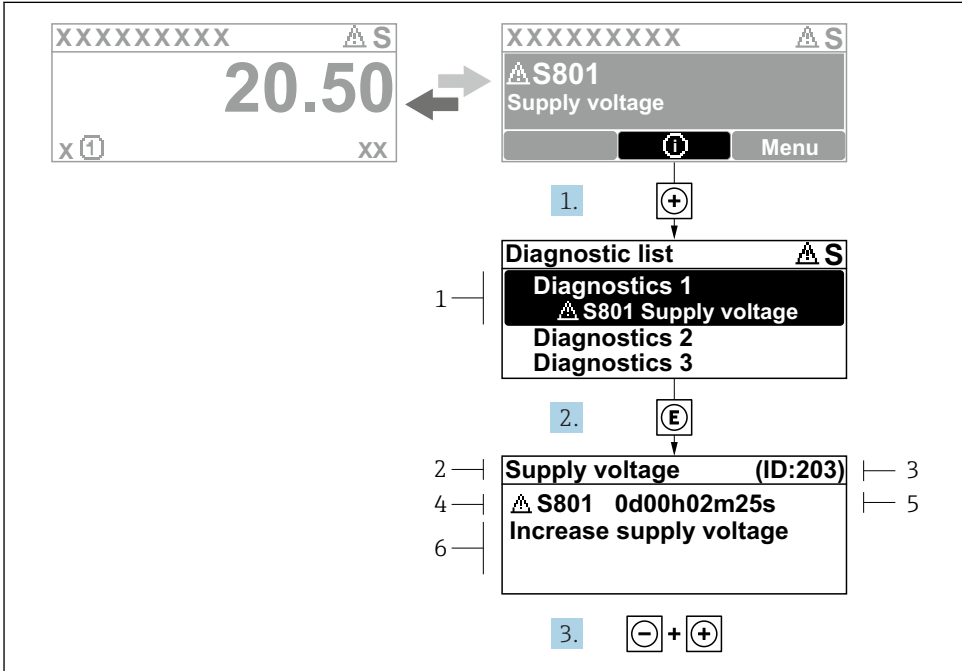 XXXXXXXXX ⚠ S
20.50
X ① XX
XXXXXXXXX ⚠ S
⚠ S801
Supply voltage
ⓘ Menu
1. +
Diagnostic list ⚠ S
1
Diagnostics 1
⚠ S801 Supply voltage
Diagnostics 2
Diagnostics 3
2. E
2 Supply voltage (ID:203) 3
4 ⚠ S801 0d00h02m25s 5
6 Increase supply voltage
3. - + +